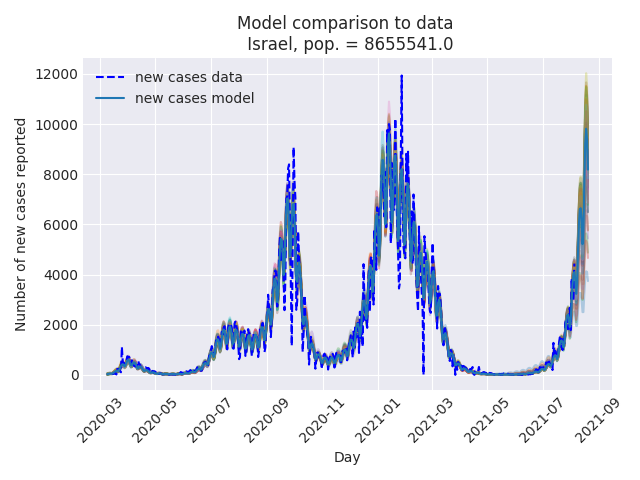 Model comparison to data
Israel, pop. = 8655541.0
new cases data
new cases model
Number of new cases reported
12000
10000
8000
6000
4000
2000
0
2020-03
2020-05
2020-07
2020-09
2020-11
2021-01
2021-03
2021-05
2021-07
2021-09
Day